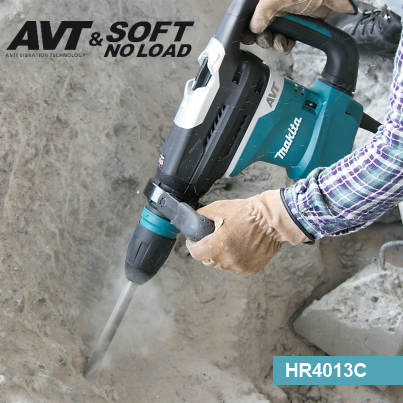 AVT & SOFT
NO LOAD
ANTI VIBRATION TECHNOLOGY
AVT
Makita
HR4013C